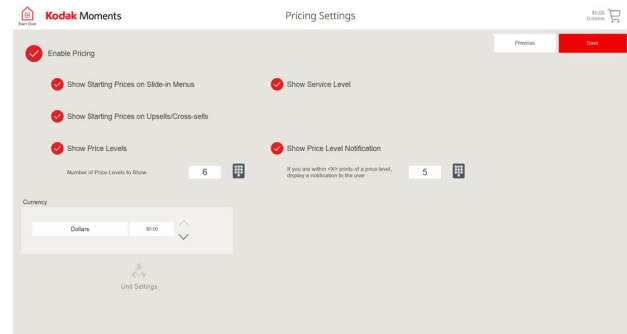 Kodak Moments
Pricing Settings
$0.00
0 items
Start Over
Previous
Save
Enable Pricing
Show Starting Prices on Slide-in Menus
Show Service Level
Show Starting Prices on Upsells/Cross-sells
Show Price Levels
Show Price Level Notification
Number of Price Levels to Show
6
If you are within <X> prints of a price level,
display a notification to the user
5
Currency
Dollars
$0.00
Unit Settings